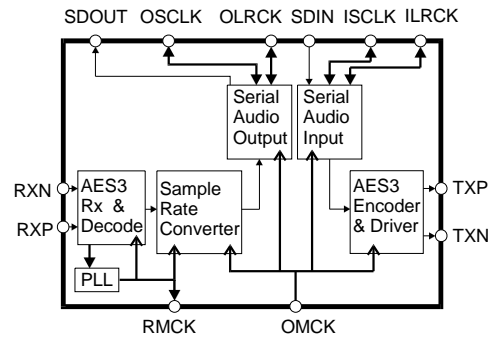 SDOUT OSCLK OLRCK SDIN ISCLK ILRCK
Serial
Audio
Output
Serial
Audio
Input
RXN
RXP
AES3
Rx &
Decode
Sample
Rate
Converter
AES3
Encoder
& Driver
TXP
TXN
PLL
RMCK
OMCK